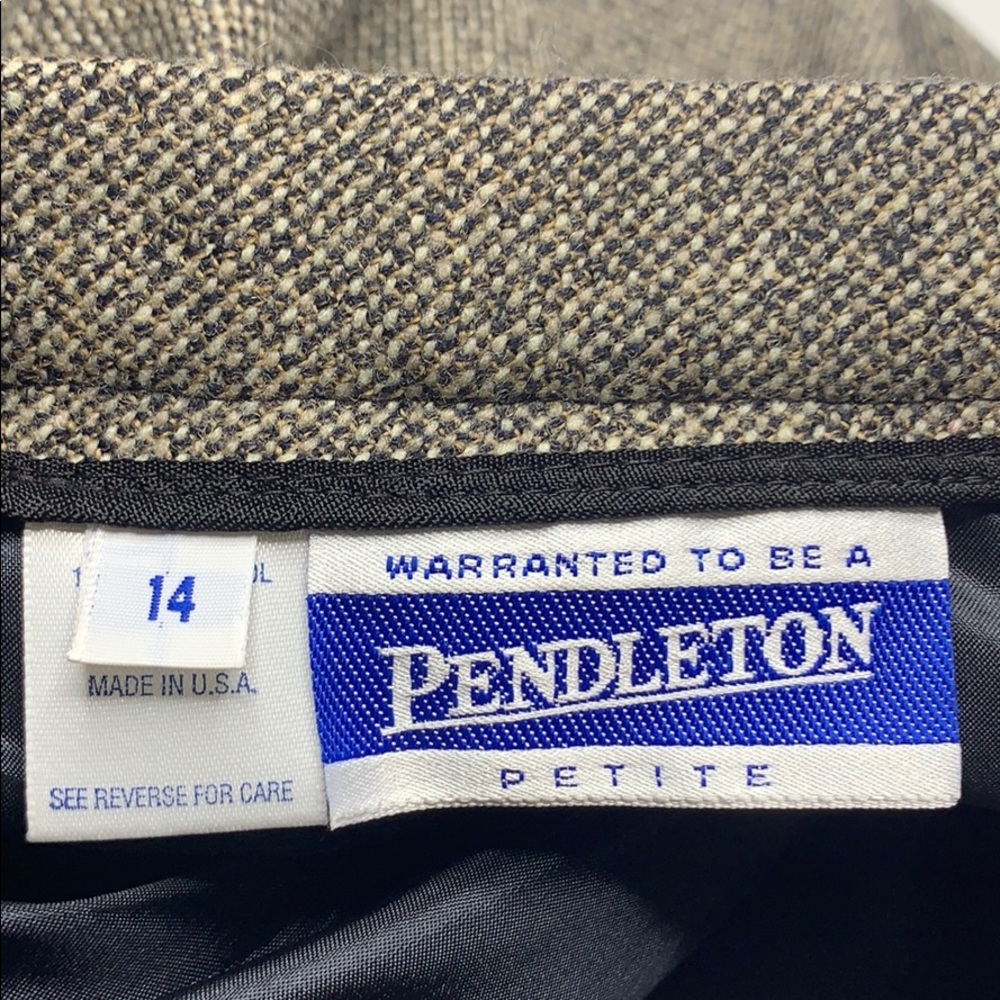 14
MADE IN U.S.A.
SEE REVERSE FOR CARE
WARRANTED TO BE A
PENDLETON
PETITE